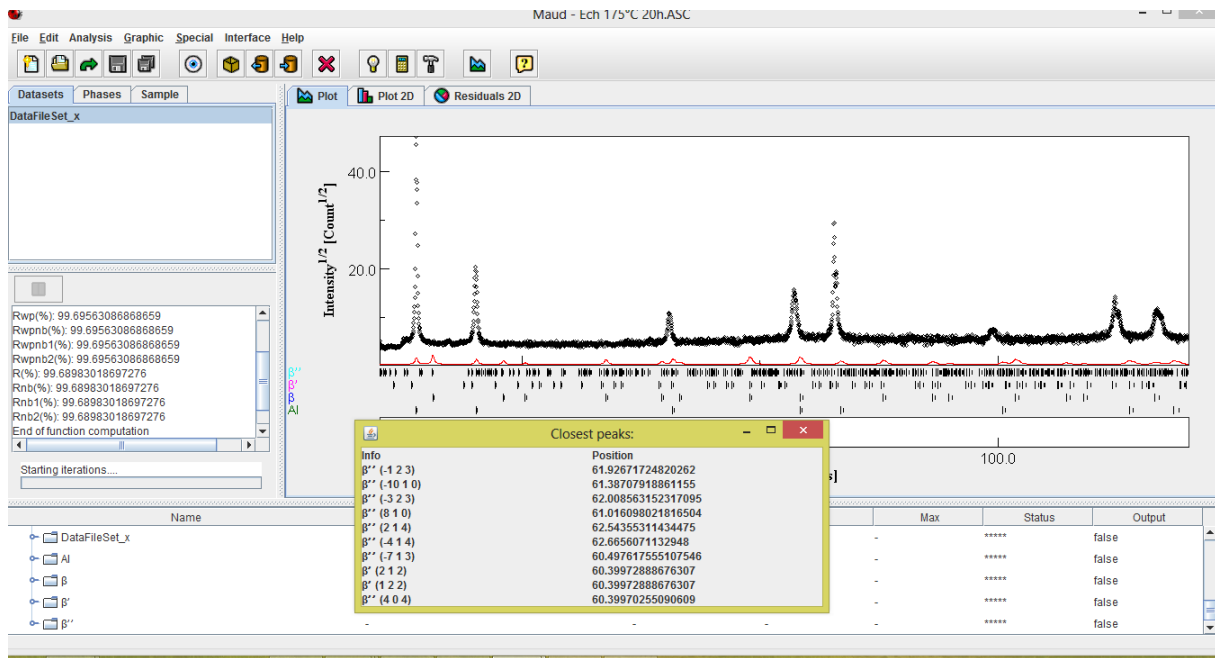 Maud - Ech 175°C 20h.ASC
File Edit Analysis Graphic Special Interface Help
Datasets Phases Sample
Plot Plot 2D Residuals 2D
DataFileSet_x
Rwp(%): 99.69563086868659
Rwpnb(%): 99.69563086868659
Rwpnb1(%): 99.69563086868659
Rwpnb2(%): 99.69563086868659
R(%): 99.68983018697276
Rnb(%): 99.68983018697276
Rnb1(%): 99.68983018697276
Rnb2(%): 99.68983018697276
End of function computation
Starting iterations....
Intensity1/2 [Count1/2]
40.0
20.0
β''
β'
β
Al
100.0
s]
Closest peaks:
Info Position
β'' (-1 2 3) 61.92671724820262
β'' (-10 1 0) 61.38707918861155
β'' (-3 2 3) 62.008563152317095
β'' (8 1 0) 61.016098021816504
β'' (2 1 4) 62.54355311434475
β'' (-4 1 4) 62.6656071132948
β'' (-7 1 3) 60.497617555107546
β' (2 1 2) 60.39972888676307
β' (1 2 2) 60.39972888676307
β'' (4 0 4) 60.39970255090609
Name Max Status Output
DataFileSet_x - ***** false
Al - ***** false
β - ***** false
β' - ***** false
β'' - - - - ***** false